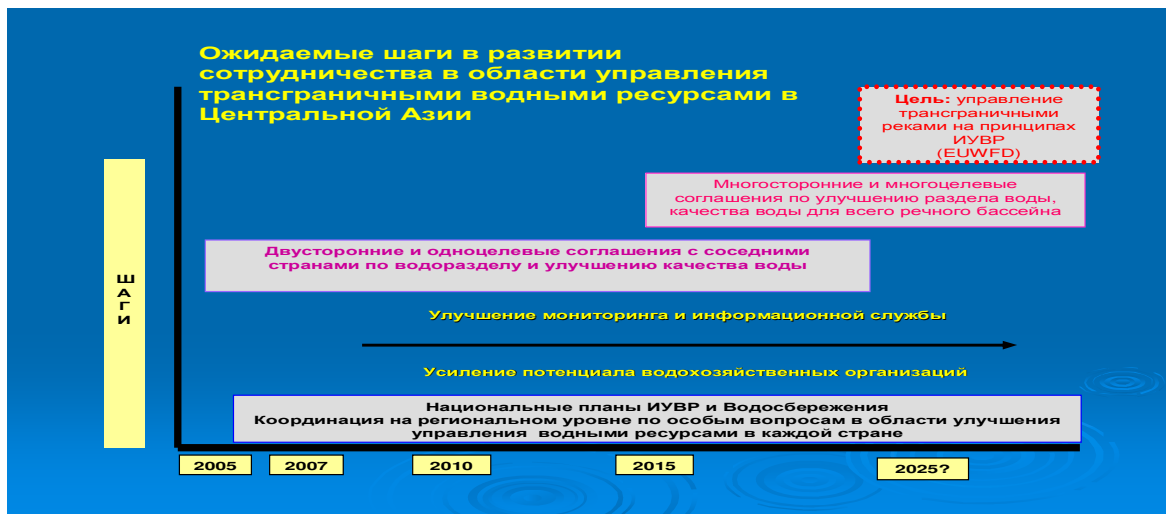 Ожидаемые шаги в развитии
сотрудничества в области управления
трансграничными водными ресурсами в
Центральной Азии
Цель: управление
трансграничными
реками на принципах
ИУВР
(EUWFD)
Многосторонние и многоцелевые
соглашения по улучшению раздела воды,
качества воды для всего речного бассейна
Двусторонние и одноцелевые соглашения с соседними
странами по водоразделу и улучшению качества воды
Ш
А
Г
И
Улучшение мониторинга и информационной службы
Усиление потенциала водохозяйственных организаций
Национальные планы ИУВР и Водосбережения
Координация на региональном уровне по особым вопросам в области улучшения
управления водными ресурсами в каждой стране
2005
2007
2010
2015
2025?